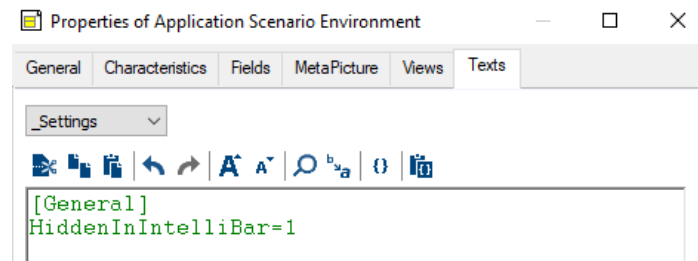 Properties of Application Scenario Environment
General Characteristics Fields MetaPicture Views Texts
_Settings
[General]
HiddenInIntelliBar=1